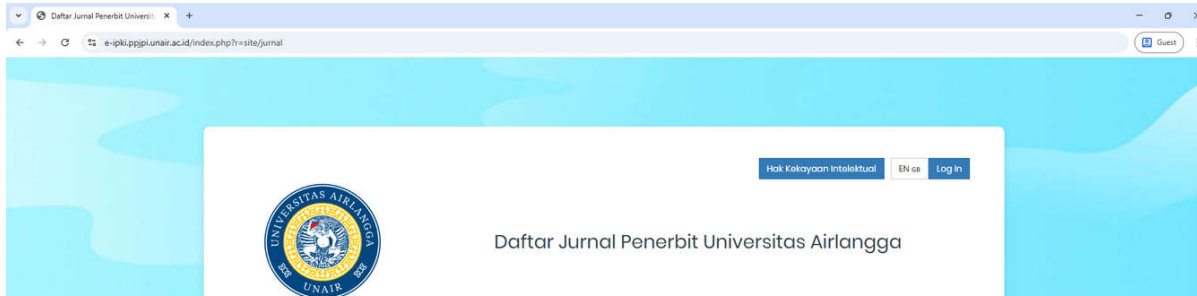 Daftar Jurnal Penerbit Universit
e-ipki.ppjpi.unair.ac.id/index.php?r=site/jurnal
Guest
Hak Kekayaan Intelektual EN GB Log In
UNIVERSITAS AIRLANGGA
UNAIR
Daftar Jurnal Penerbit Universitas Airlangga